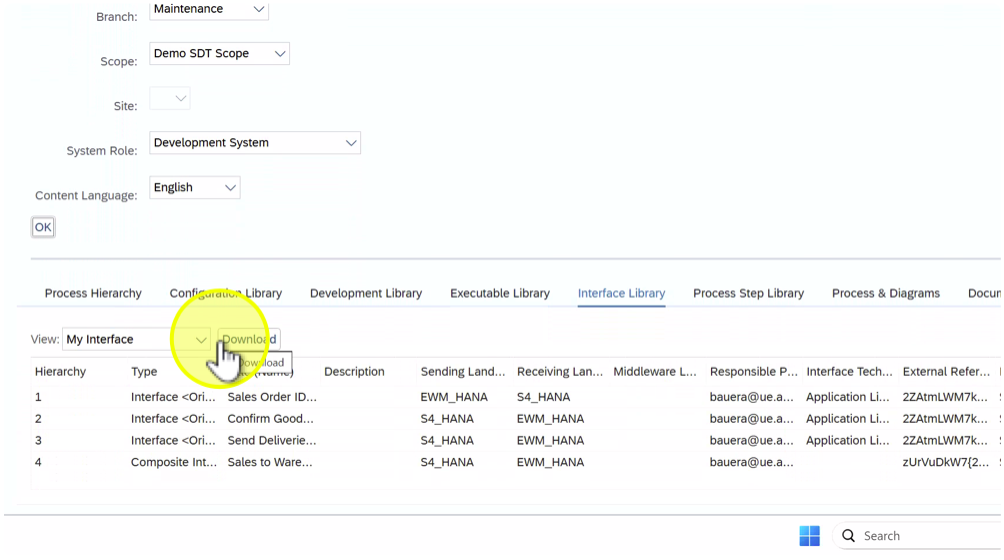 Branch: Maintenance
Scope: Demo SDT Scope
Site:
System Role: Development System
Content Language: English
OK
Process Hierarchy Configuration Library Development Library Executable Library Interface Library Process Step Library Process & Diagrams Docum
View: My Interface Download
Download
Hierarchy Type (Name) Description Sending Land... Receiving Lan... Middleware L... Responsible P... Interface Tech... External Refer...
1 Interface <Ori... Sales Order ID... EWM_HANA S4_HANA bauera@ue.a... Application Li... 2ZAtmLWM7k...
2 Interface <Ori... Confirm Good... S4_HANA EWM_HANA bauera@ue.a... Application Li... 2ZAtmLWM7k...
3 Interface <Ori... Send Deliverie... S4_HANA EWM_HANA bauera@ue.a... Application Li... 2ZAtmLWM7k...
4 Composite Int... Sales to Ware... S4_HANA EWM_HANA bauera@ue.a... zUrVuDkW7{2...
Search